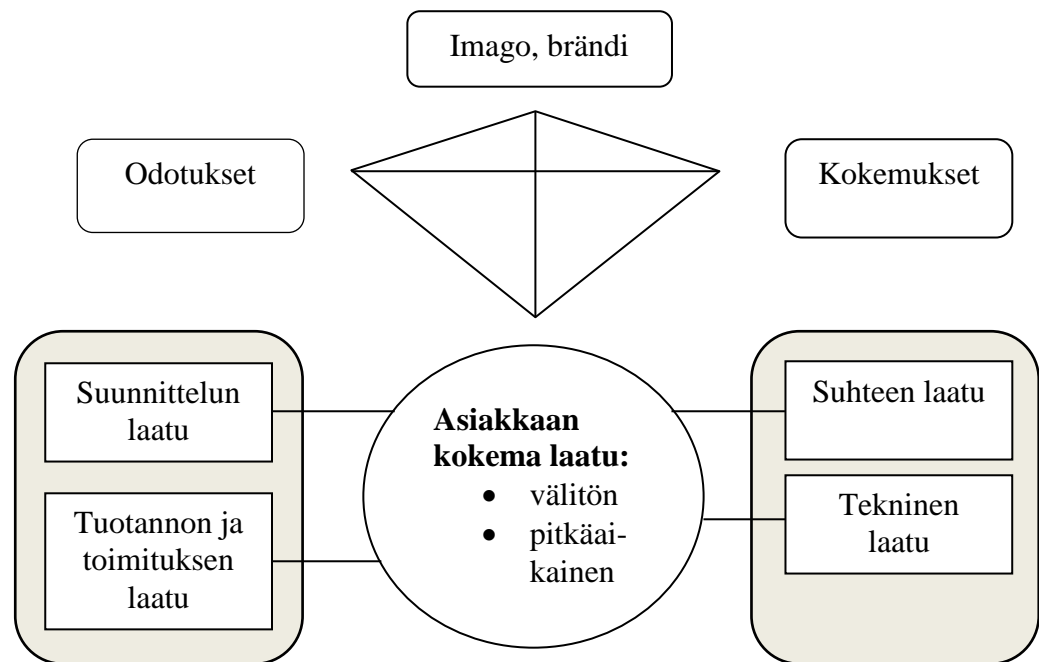 Imago, brändi
Odotukset
Kokemukset
Suunnittelun
laatu
Tuotannon ja
toimituksen
laatu
Asiakkaan
kokema laatu:
• välitön
• pitkäai-
kainen
Suhteen laatu
Tekninen
laatu